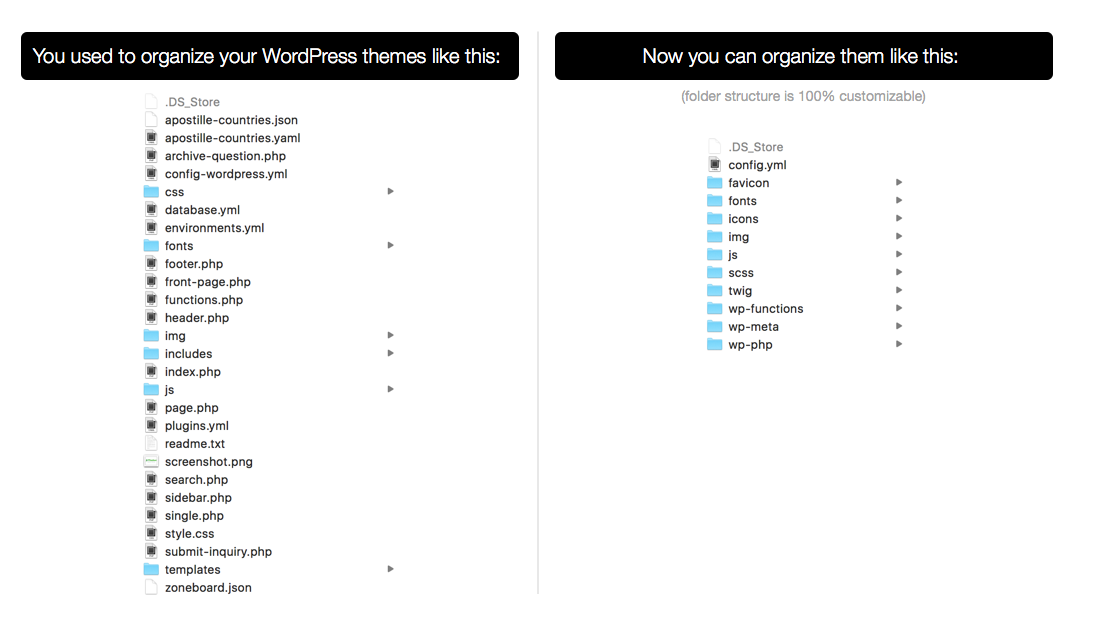 You used to organize your WordPress themes like this:
.DS_Store
apostille-countries.json
apostille-countries.yaml
archive-question.php
config-wordpress.yml
css
database.yml
environments.yml
fonts
footer.php
front-page.php
functions.php
header.php
img
includes
index.php
js
page.php
plugins.yml
readme.txt
screenshot.png
search.php
sidebar.php
single.php
style.css
submit-inquiry.php
templates
zoneboard.json
Now you can organize them like this:
(folder structure is 100% customizable)
.DS_Store
config.yml
favicon
fonts
icons
img
js
scss
twig
wp-functions
wp-meta
wp-php